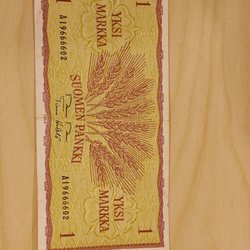 1 YKSI MARKKA
A19666602
SUOMEN PANKKI
YKSI MARKKA 1
A19666602